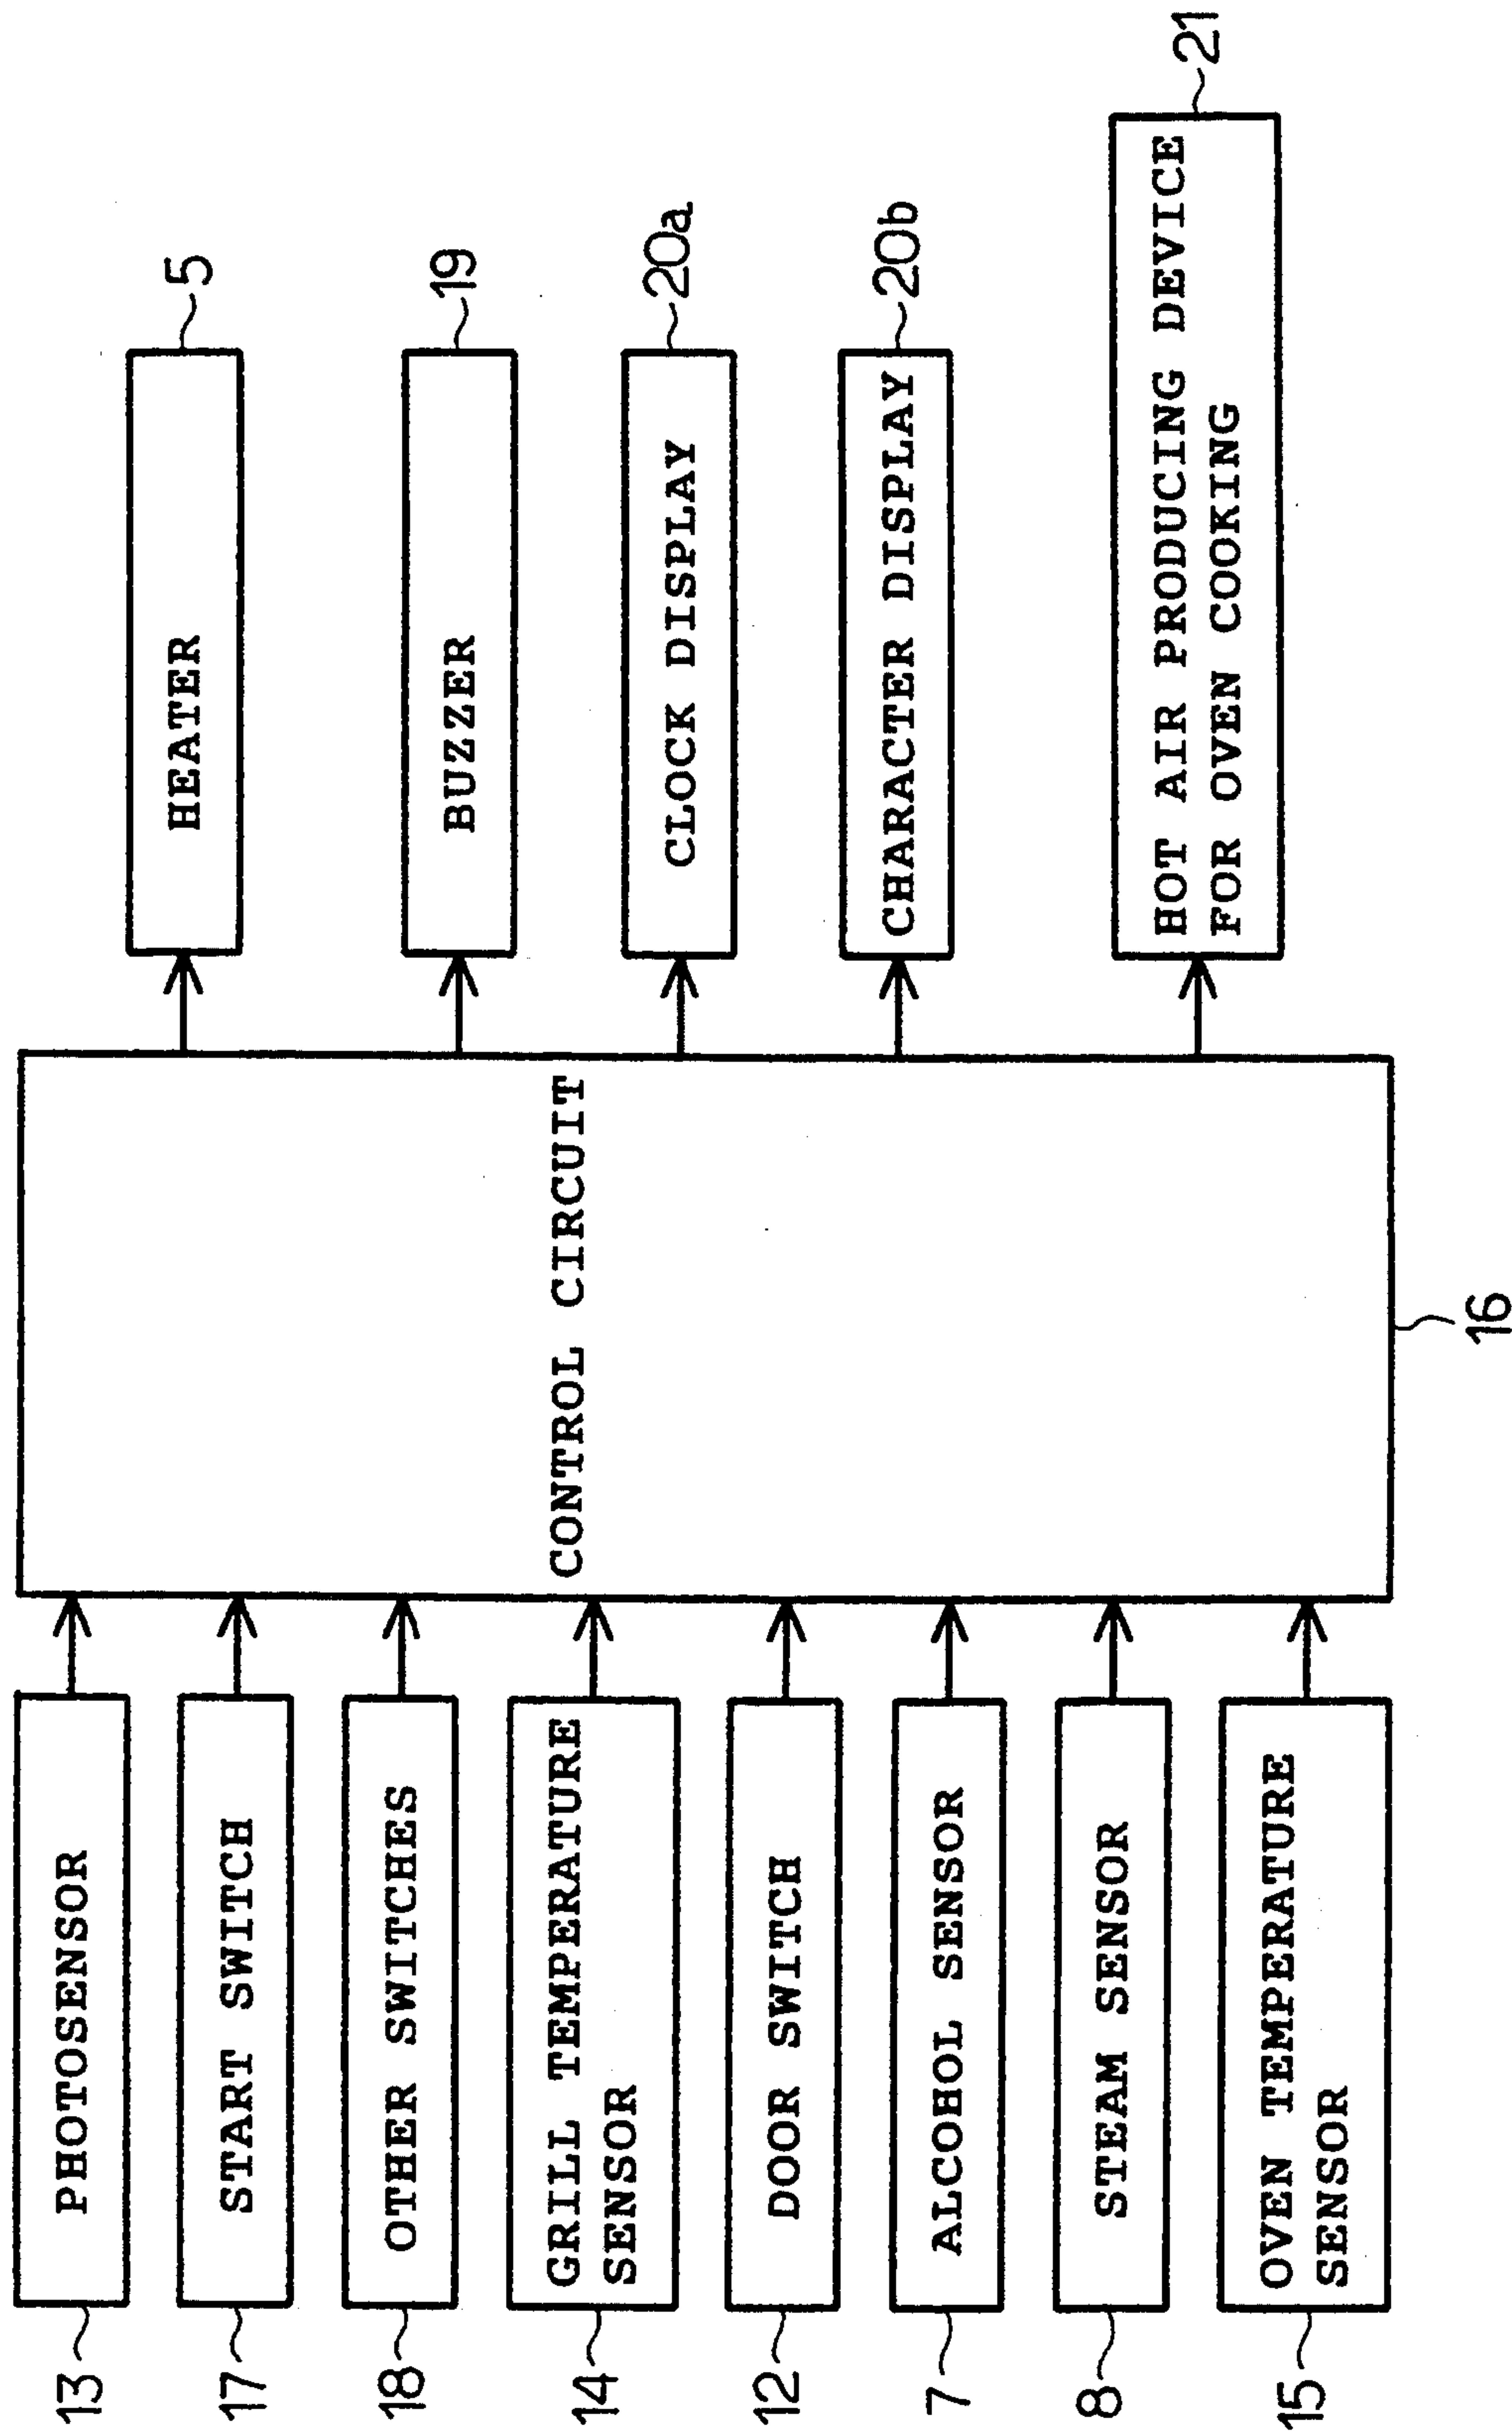 13
PHOTOSENSOR
17
START SWITCH
18
OTHER SWITCHES
14
GRILL TEMPERATURE
SENSOR
12
DOOR SWITCH
7
ALCOHOL SENSOR
8
STEAM SENSOR
15
OVEN TEMPERATURE
SENSOR
CONTROL CIRCUIT
16
HEATER
5
BUZZER
19
CLOCK DISPLAY
20a
CHARACTER DISPLAY
20b
HOT AIR PRODUCING DEVICE
FOR OVEN COOKING
21